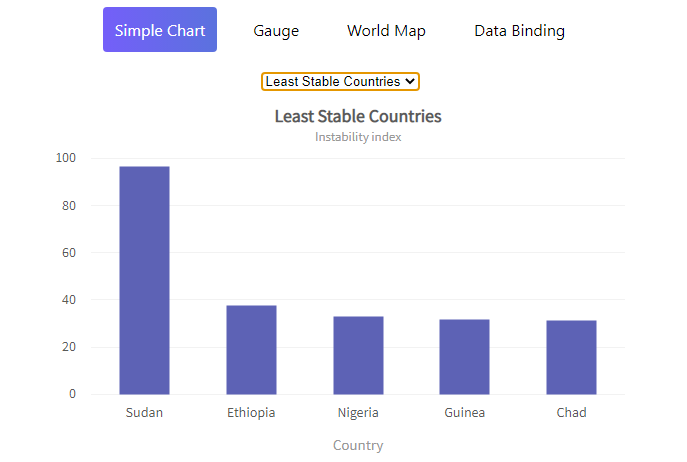 Simple Chart Gauge World Map Data Binding
Least Stable Countries
Least Stable Countries
Instability index
100
80
60
40
20
0
Sudan Ethiopia Nigeria Guinea Chad
Country